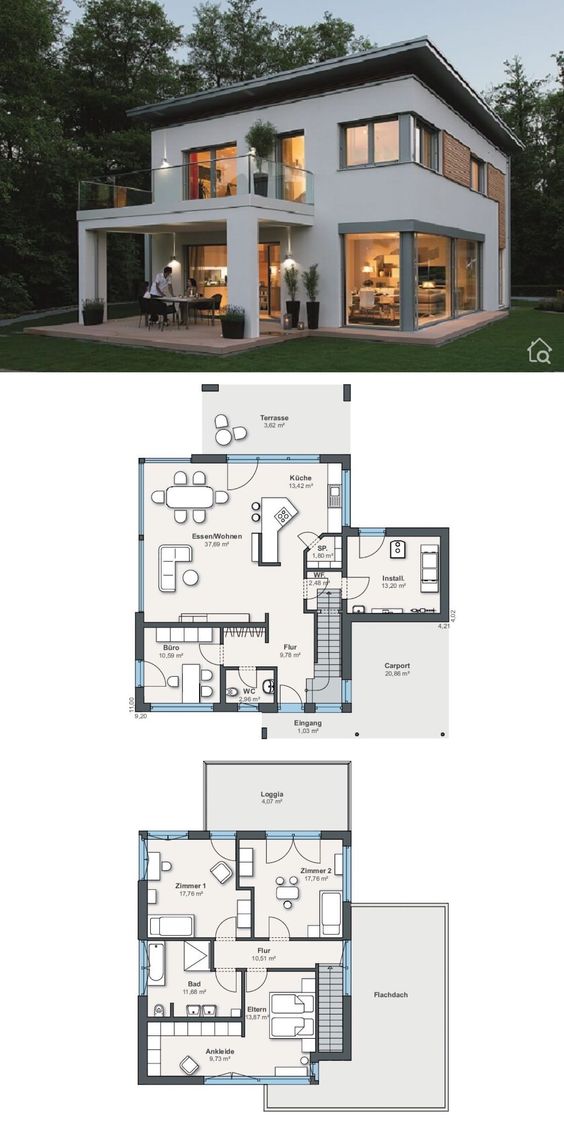 Terrasse
3,62 m²
Küche
13,42 m²
Essen/Wohnen
37,69 m²
SP.
1,80 m²
WF.
2,48 m²
Install.
13,20 m²
4,21
4,02
Büro
10,59 m²
Flur
9,78 m²
Carport
20,86 m²
WC
2,96 m²
11,00
9,20
Eingang
1,03 m²
Loggia
4,07 m²
Zimmer 1
17,76 m²
Zimmer 2
17,76 m²
Flur
10,51 m²
Bad
11,68 m²
Eltern
13,87 m²
Flachdach
Ankleide
9,73 m²